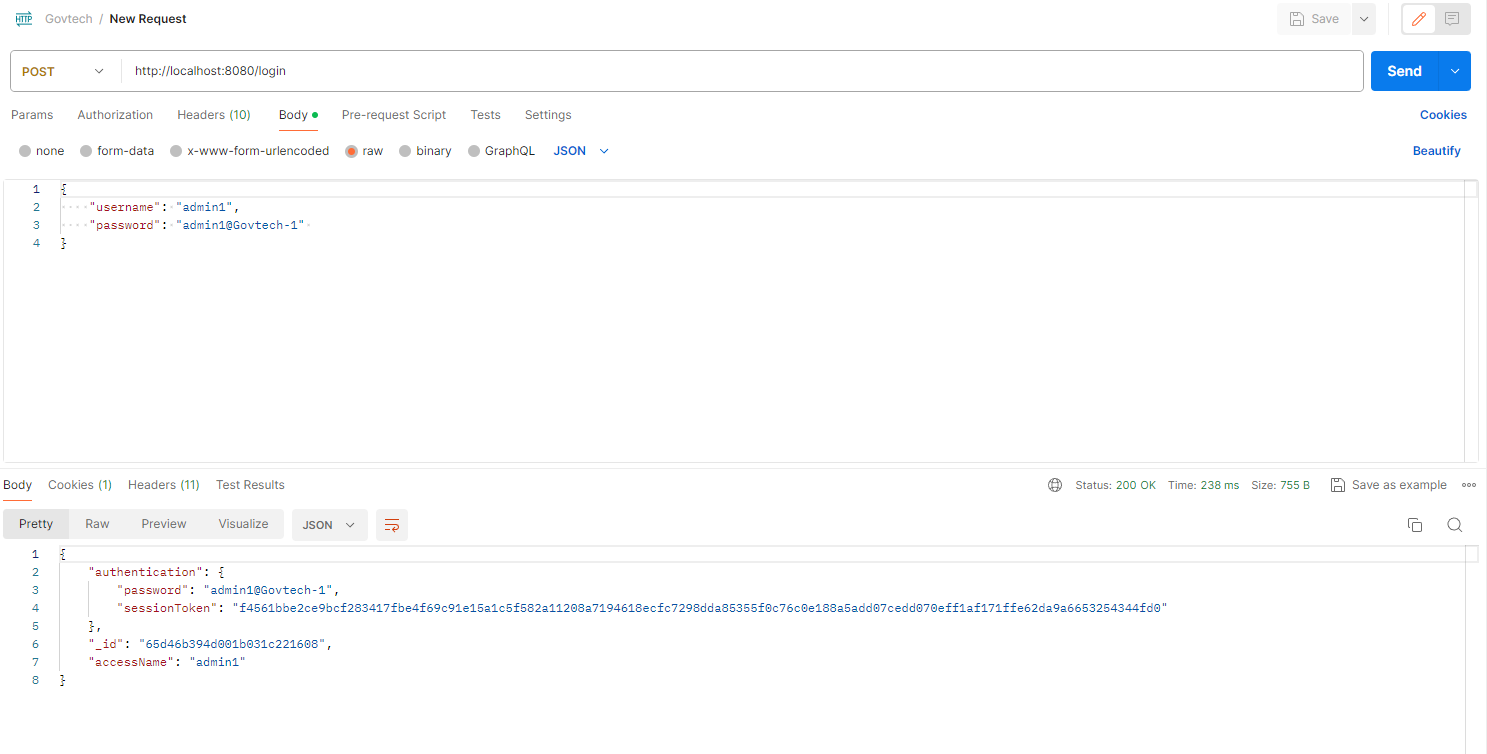 HTTP Govtech / New Request Save
POST http://localhost:8080/login Send
Params Authorization Headers (10) Body Pre-request Script Tests Settings Cookies
none form-data x-www-form-urlencoded raw binary GraphQL JSON Beautify
1 {
2 "username": "admin1",
3 "password": "admin1@Govtech-1"
4 }
Body Cookies (1) Headers (11) Test Results Status: 200 OK Time: 238 ms Size: 755 B Save as example
Pretty Raw Preview Visualize JSON
1 {
2 "authentication": {
3 "password": "admin1@Govtech-1",
4 "sessionToken": "f4561bbe2ce9bcf283417fbe4f69c91e15a1c5f582a11208a7194618ecfc7298dda85355f0c76c0e188a5add07cedd070eff1af171ffe62da9a6653254344fd0"
5 },
6 "_id": "65d46b394d001b031c221608",
7 "accessName": "admin1"
8 }